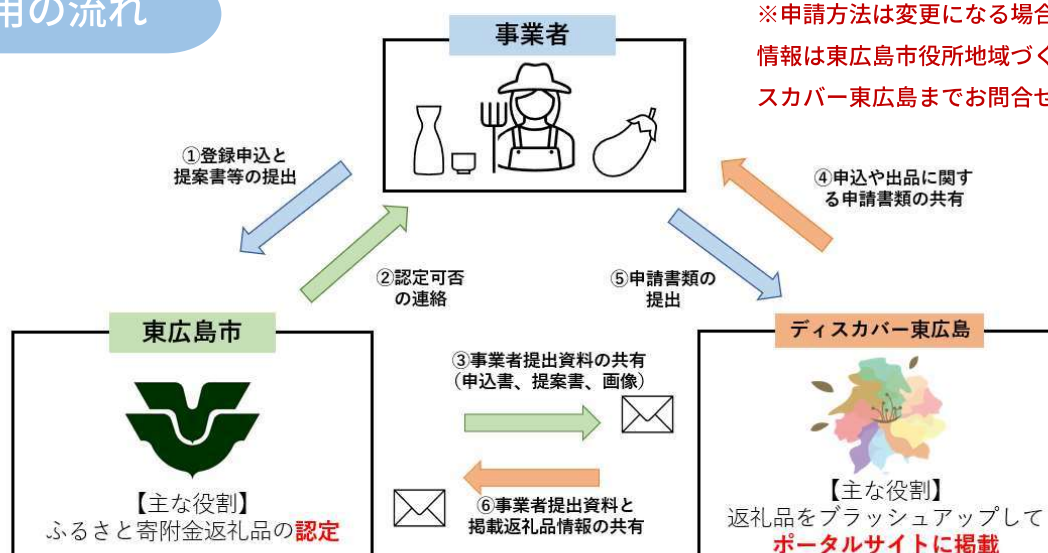 用の流れ
※申請方法は変更になる場合
情報は東広島市役所地域づく
スカバー東広島までお問合せ
事業者
①登録申込と
提案書等の提出
②認定可否
の連絡
④申込や出品に関す
る申請書類の共有
⑤申請書類の
提出
東広島市
【主な役割】
ふるさと寄附金返礼品の認定
③事業者提出資料の共有
（申込書、提案書、画像）
⑥事業者提出資料と
掲載返礼品情報の共有
ディスカバー東広島
【主な役割】
返礼品をブラッシュアップして
ポータルサイトに掲載